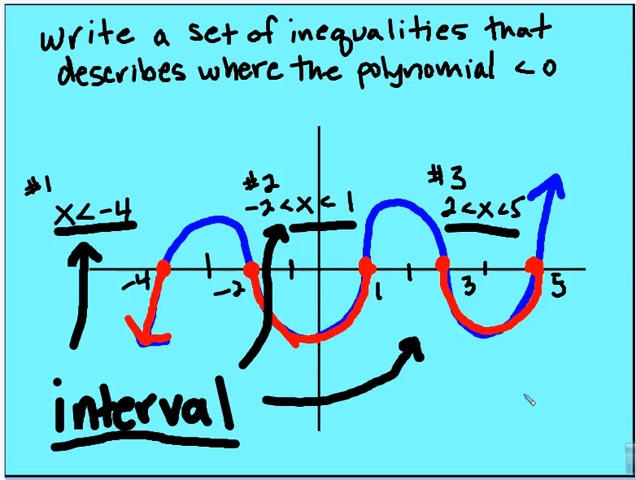 write a set of inequalities that
describes where the polynomial < 0
#1
x < -4
#2
-2 < x < 1
#3
2 < x < 5
-4
-2
1
3
5
interval